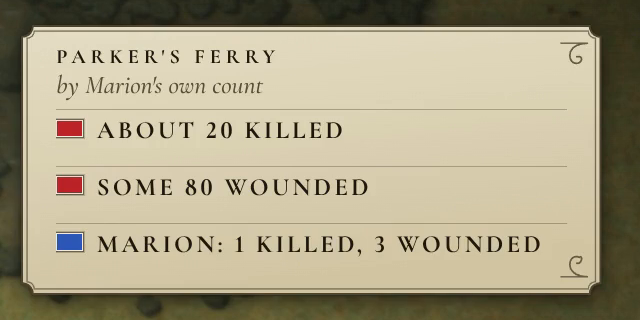 PARKER'S FERRY
by Marion's own count
ABOUT 20 KILLED
SOME 80 WOUNDED
MARION: 1 KILLED, 3 WOUNDED